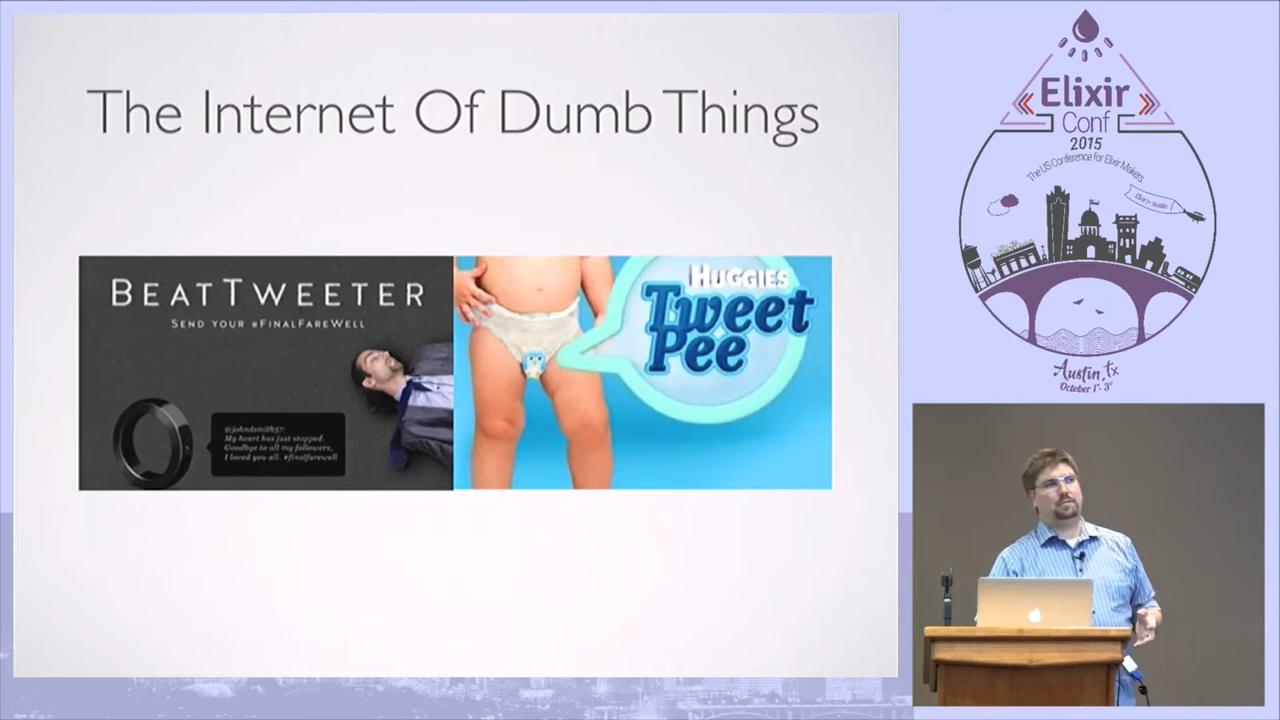 The Internet Of Dumb Things
BEATTWEETER
SEND YOUR #FINALFAREWELL
@johndsmith57:
My heart has just stopped.
Goodbye to all my followers,
I loved you all. #finalfarewell
HUGGIES
Tweet
Pee
Elixir
Conf
2015
The US Conference for Elixir Makers
Austin, tx
October 1st - 3rd